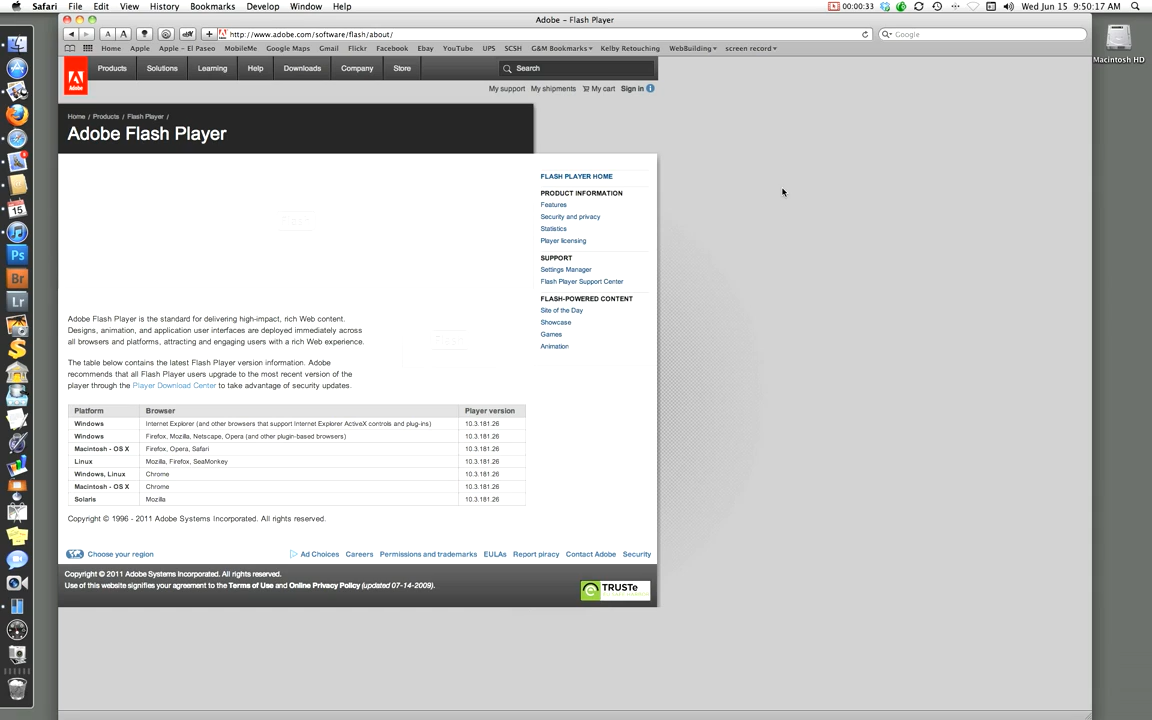 Safari File Edit View History Bookmarks Develop Window Help 00:00:33 Wed Jun 15 9:50:17 AM
Adobe - Flash Player
A A + http://www.adobe.com/software/flash/about/ Google
Home Apple Apple - El Paso MobileMe Google Maps Gmail Flickr Facebook Ebay YouTube UPS SCSH G&M Bookmarks Kelby Retouching WebBuilding screen record
Macintosh HD
Products Solutions Learning Help Downloads Company Store Search
Adobe
My support My shipments My cart Sign in
Home / Products / Flash Player /
Adobe Flash Player
FLASH PLAYER HOME
PRODUCT INFORMATION
Features
Security and privacy
Statistics
Player licensing
SUPPORT
Settings Manager
Flash Player Support Center
FLASH-POWERED CONTENT
Site of the Day
Showcase
Games
Animation
Flash
Adobe Flash Player is the standard for delivering high-impact, rich Web content.
Designs, animation, and application user interfaces are deployed immediately across
all browsers and platforms, attracting and engaging users with a rich Web experience.
Flash
The table below contains the latest Flash Player version information. Adobe
recommends that all Flash Player users upgrade to the most recent version of the
player through the Player Download Center to take advantage of security updates.
Platform Browser Player version
Windows Internet Explorer (and other browsers that support Internet Explorer ActiveX controls and plug-ins) 10.3.181.26
Windows Firefox, Mozilla, Netscape, Opera (and other plugin-based browsers) 10.3.181.26
Macintosh - OS X Firefox, Opera, Safari 10.3.181.26
Linux Mozilla, Firefox, SeaMonkey 10.3.181.26
Windows, Linux Chrome 10.3.181.26
Macintosh - OS X Chrome 10.3.181.26
Solaris Mozilla 10.3.181.26
Copyright © 1996 - 2011 Adobe Systems Incorporated. All rights reserved.
Choose your region Ad Choices Careers Permissions and trademarks EULAs Report piracy Contact Adobe Security
Copyright © 2011 Adobe Systems Incorporated. All rights reserved.
Use of this website signifies your agreement to the Terms of Use and Online Privacy Policy (updated 07-14-2009).
TRUSTe
15
Ps
Br
Lr